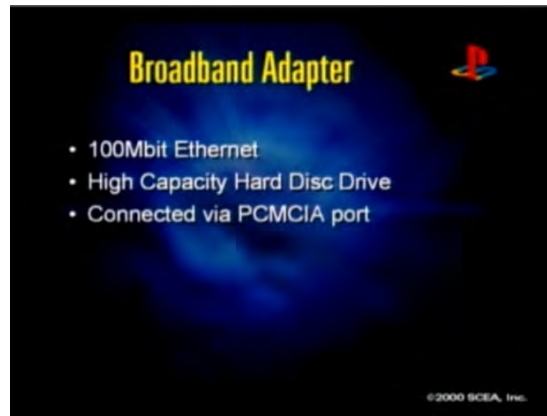 Broadband Adapter
• 100Mbit Ethernet
• High Capacity Hard Disc Drive
• Connected via PCMCIA port
©2000 SCEA, Inc.